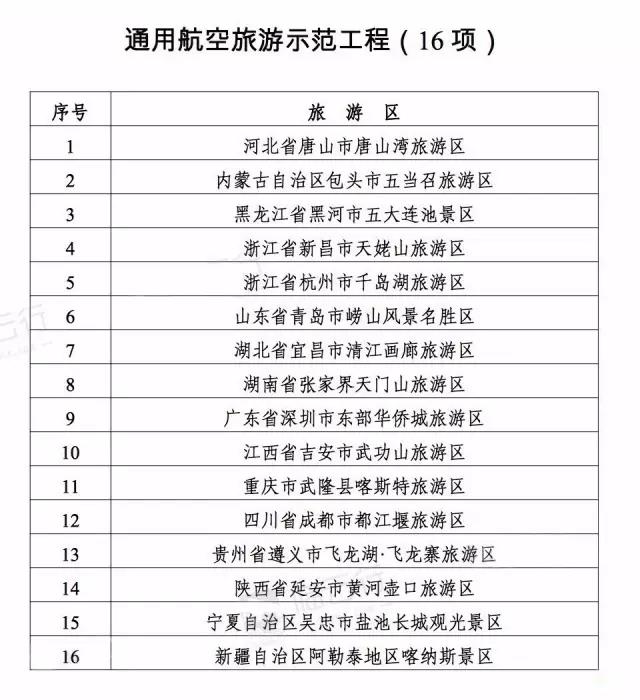 通用航空旅游示范工程（16 项）
序号 旅 游 区
1 河北省唐山市唐山湾旅游区
2 内蒙古自治区包头市五当召旅游区
3 黑龙江省黑河市五大连池景区
4 浙江省新昌市天姥山旅游区
5 浙江省杭州市千岛湖旅游区
6 山东省青岛市崂山风景名胜区
7 湖北省宜昌市清江画廊旅游区
8 湖南省张家界天门山旅游区
9 广东省深圳市东部华侨城旅游区
10 江西省吉安市武功山旅游区
11 重庆市武隆县喀斯特旅游区
12 四川省成都市都江堰旅游区
13 贵州省遵义市飞龙湖·飞龙寨旅游区
14 陕西省延安市黄河壶口旅游区
15 宁夏自治区吴忠市盐池长城观光景区
16 新疆自治区阿勒泰地区喀纳斯景区